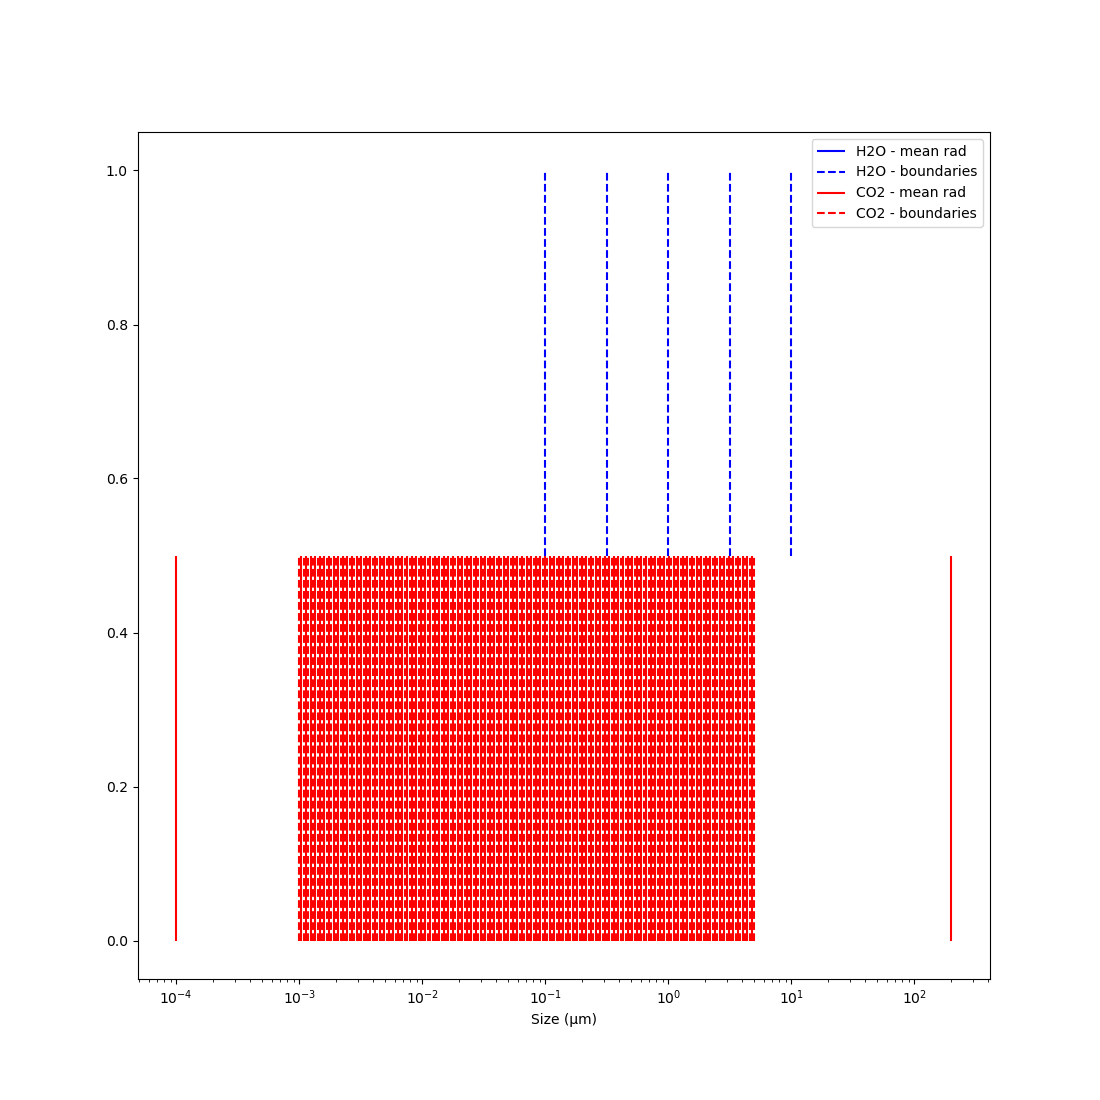 H2O - mean rad
H2O - boundaries
CO2 - mean rad
CO2 - boundaries
1.0
0.8
0.6
0.4
0.2
0.0
10⁻⁴ 10⁻³ 10⁻² 10⁻¹ 10⁰ 10¹ 10²
Size (µm)